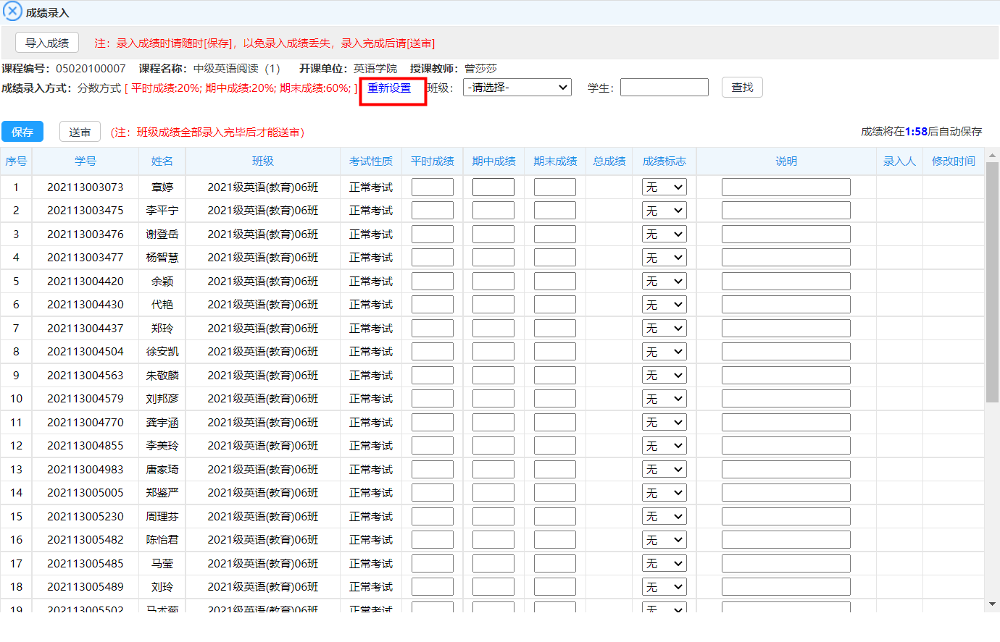 成绩录入
导入成绩 注：录入成绩时请随时[保存]，以免录入成绩丢失，录入完成后请[送审]
课程编号：05020100007 课程名称：中级英语阅读（1） 开课单位：英语学院 授课教师：曾莎莎
成绩录入方式：分数方式 [ 平时成绩:20%; 期中成绩:20%; 期末成绩:60%; ] 重新设置 班级： -请选择- 学生： 查找
保存 送审 (注：班级成绩全部录入完毕后才能送审) 成绩将在1:58后自动保存
序号 学号 姓名 班级 考试性质 平时成绩 期中成绩 期末成绩 总成绩 成绩标志 说明 录入人 修改时间
1 202113003073 章婷 2021级英语(教育)06班 正常考试 无
2 202113003475 李平宁 2021级英语(教育)06班 正常考试 无
3 202113003476 谢登岳 2021级英语(教育)06班 正常考试 无
4 202113003477 杨智慧 2021级英语(教育)06班 正常考试 无
5 202113004420 余颖 2021级英语(教育)06班 正常考试 无
6 202113004430 代艳 2021级英语(教育)06班 正常考试 无
7 202113004437 郑玲 2021级英语(教育)06班 正常考试 无
8 202113004504 徐安凯 2021级英语(教育)06班 正常考试 无
9 202113004563 朱敬麟 2021级英语(教育)06班 正常考试 无
10 202113004579 刘邦彦 2021级英语(教育)06班 正常考试 无
11 202113004770 龚宇涵 2021级英语(教育)06班 正常考试 无
12 202113004855 李美玲 2021级英语(教育)06班 正常考试 无
13 202113004983 唐家琦 2021级英语(教育)06班 正常考试 无
14 202113005005 郑鉴严 2021级英语(教育)06班 正常考试 无
15 202113005230 周理芬 2021级英语(教育)06班 正常考试 无
16 202113005482 陈怡君 2021级英语(教育)06班 正常考试 无
17 202113005485 马莹 2021级英语(教育)06班 正常考试 无
18 202113005489 刘玲 2021级英语(教育)06班 正常考试 无
19 202113005502 2021级英语(教育)06班 正常考试 无